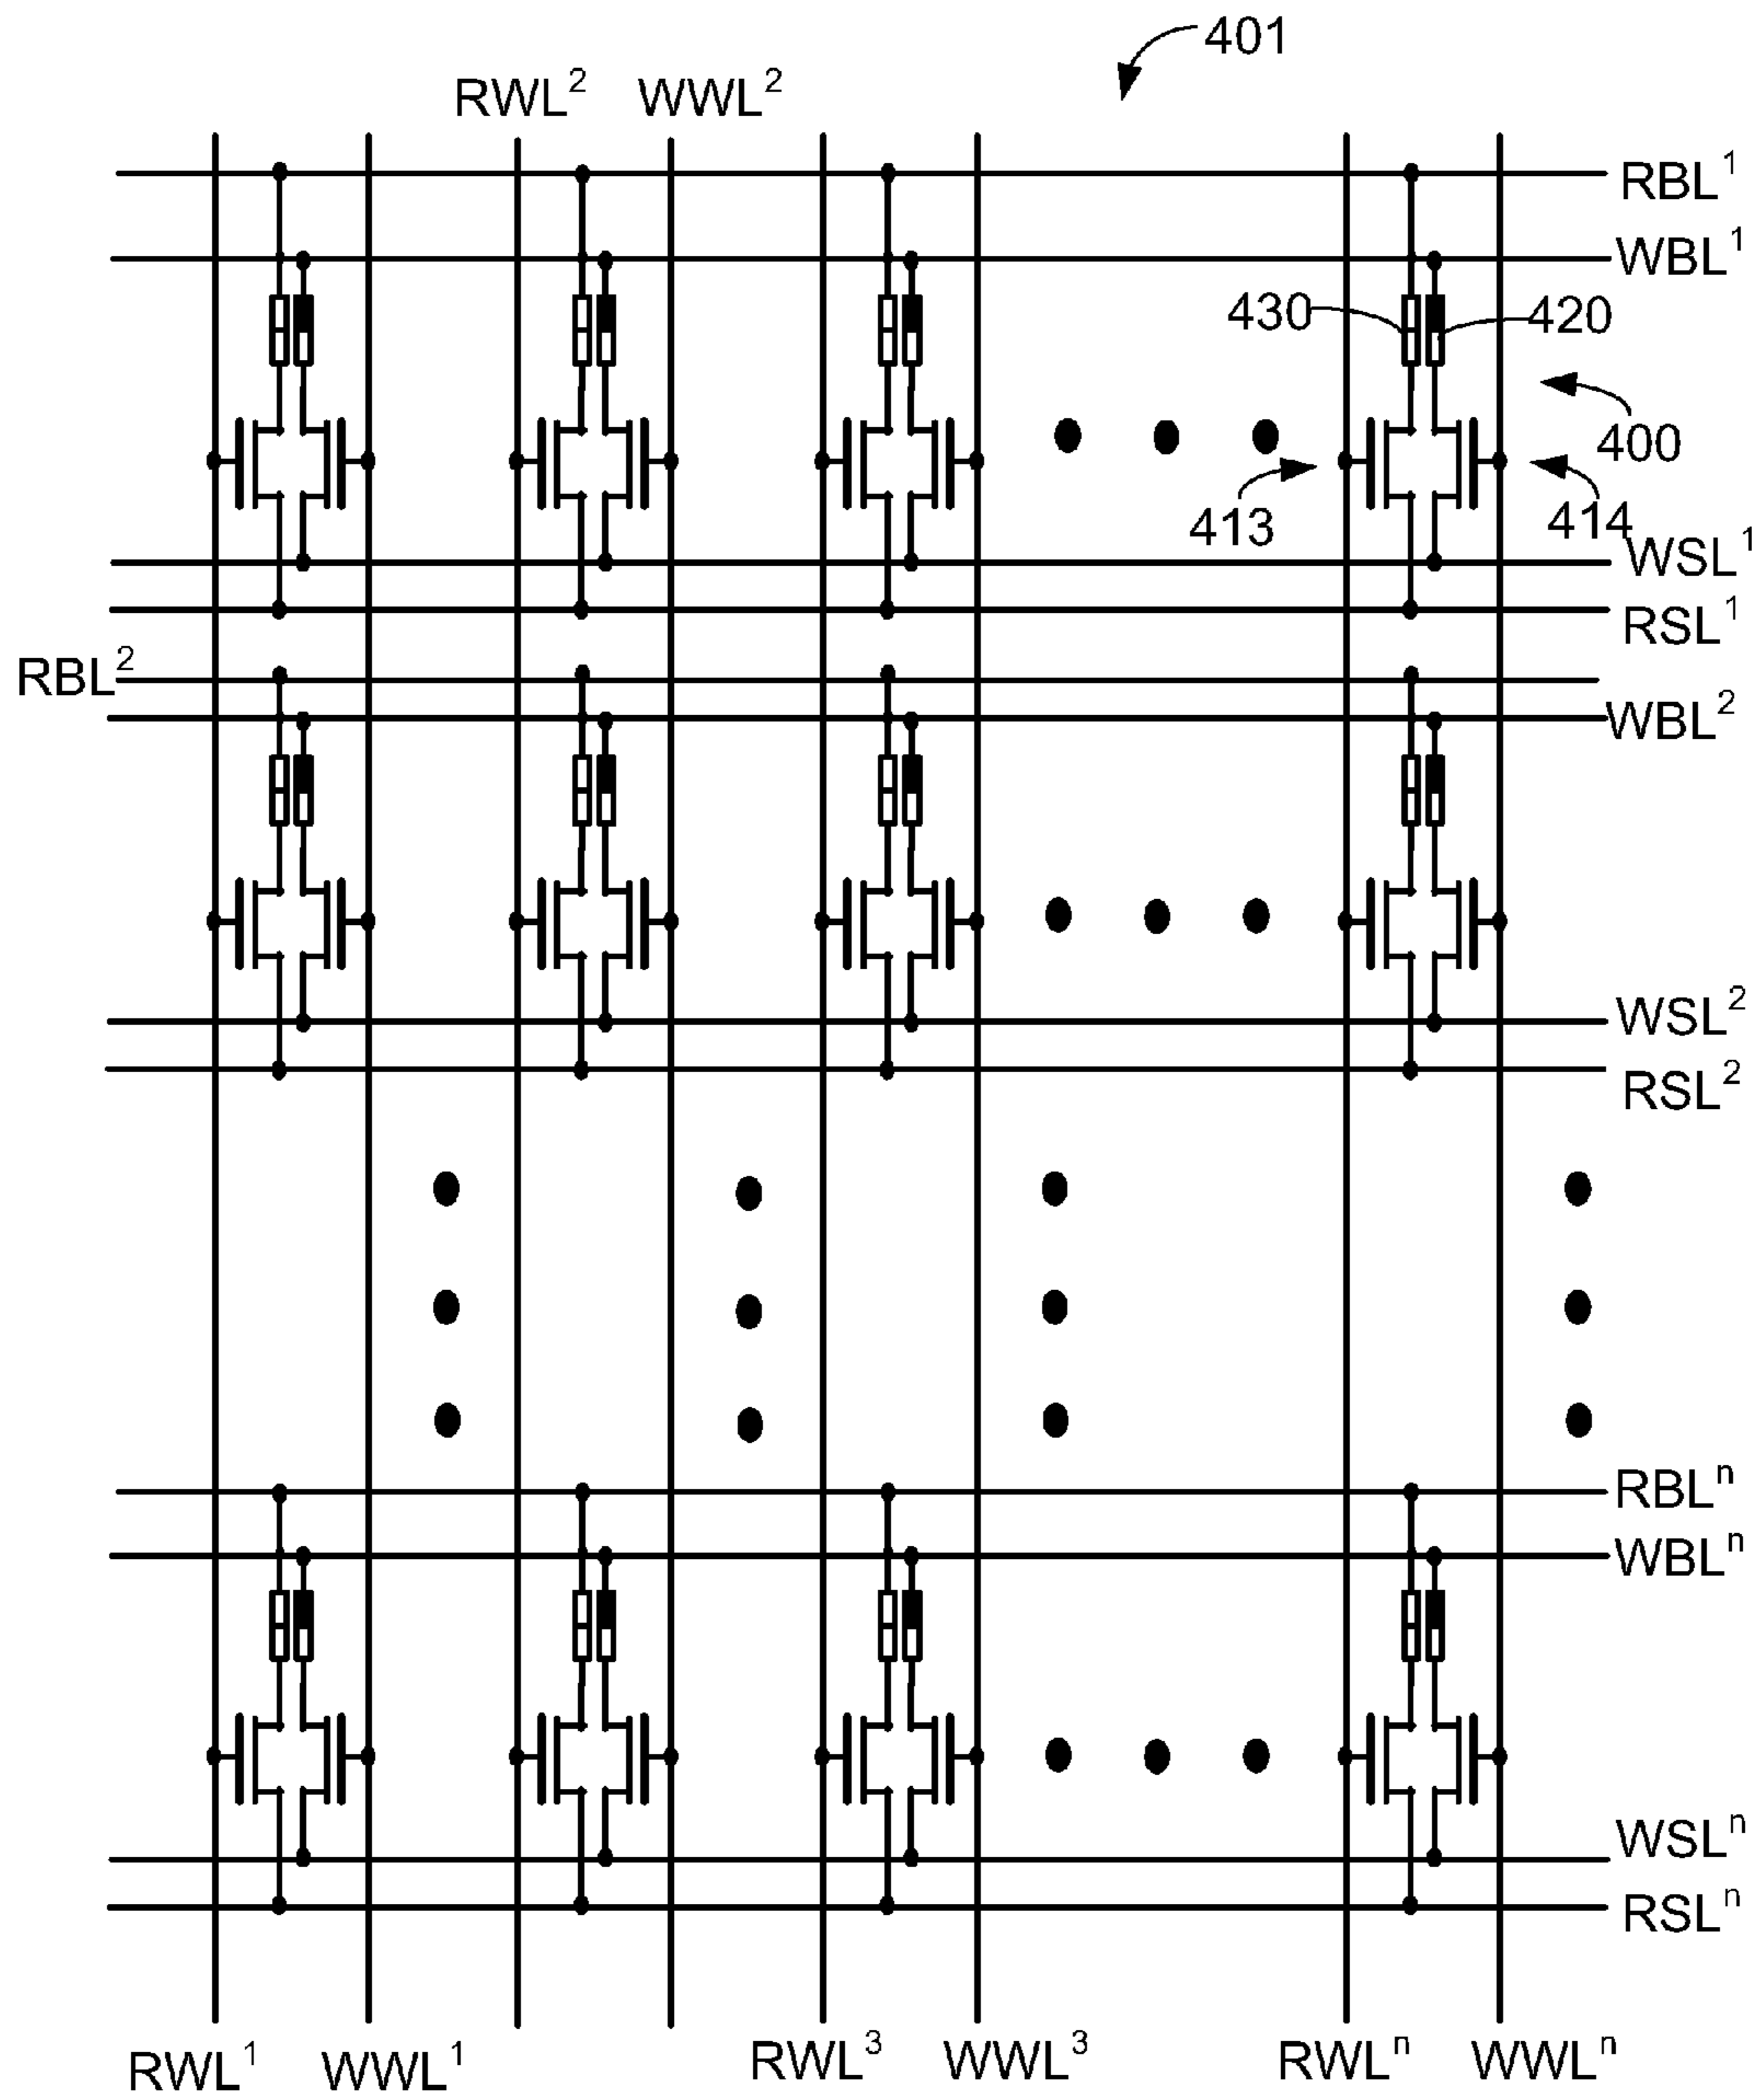 401
RWL² WWL²
RBL¹
WBL¹
430 420
400
413 414
WSL¹
RSL¹
RBL²
WBL²
WSL²
RSL²
RBLⁿ
WBLⁿ
WSLⁿ
RSLⁿ
RWL¹ WWL¹ RWL³ WWL³ RWLⁿ WWLⁿ